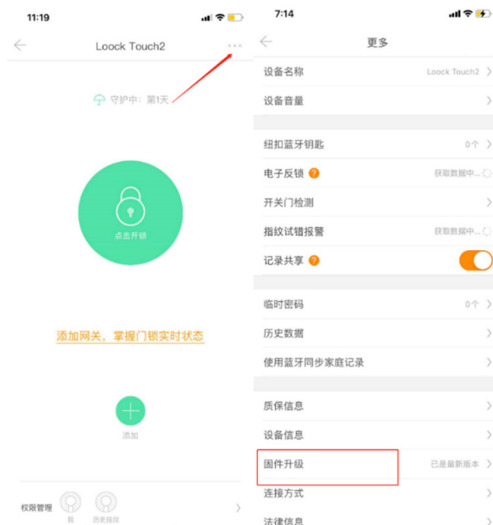 11:19
Loock Touch2
守护中：第1天
点击开锁
添加网关，掌握门锁实时状态
添加
权限管理
我
历史指纹
7:14
更多
设备名称 Loock Touch2
设备音量
纽扣蓝牙钥匙 0个
电子反锁 ? 获取数据中...
开关门检测
指纹试错报警 获取数据中...
记录共享 ?
临时密码 0个
历史数据
使用蓝牙同步家庭记录
质保信息
设备信息
固件升级 已是最新版本
连接方式
法律信息